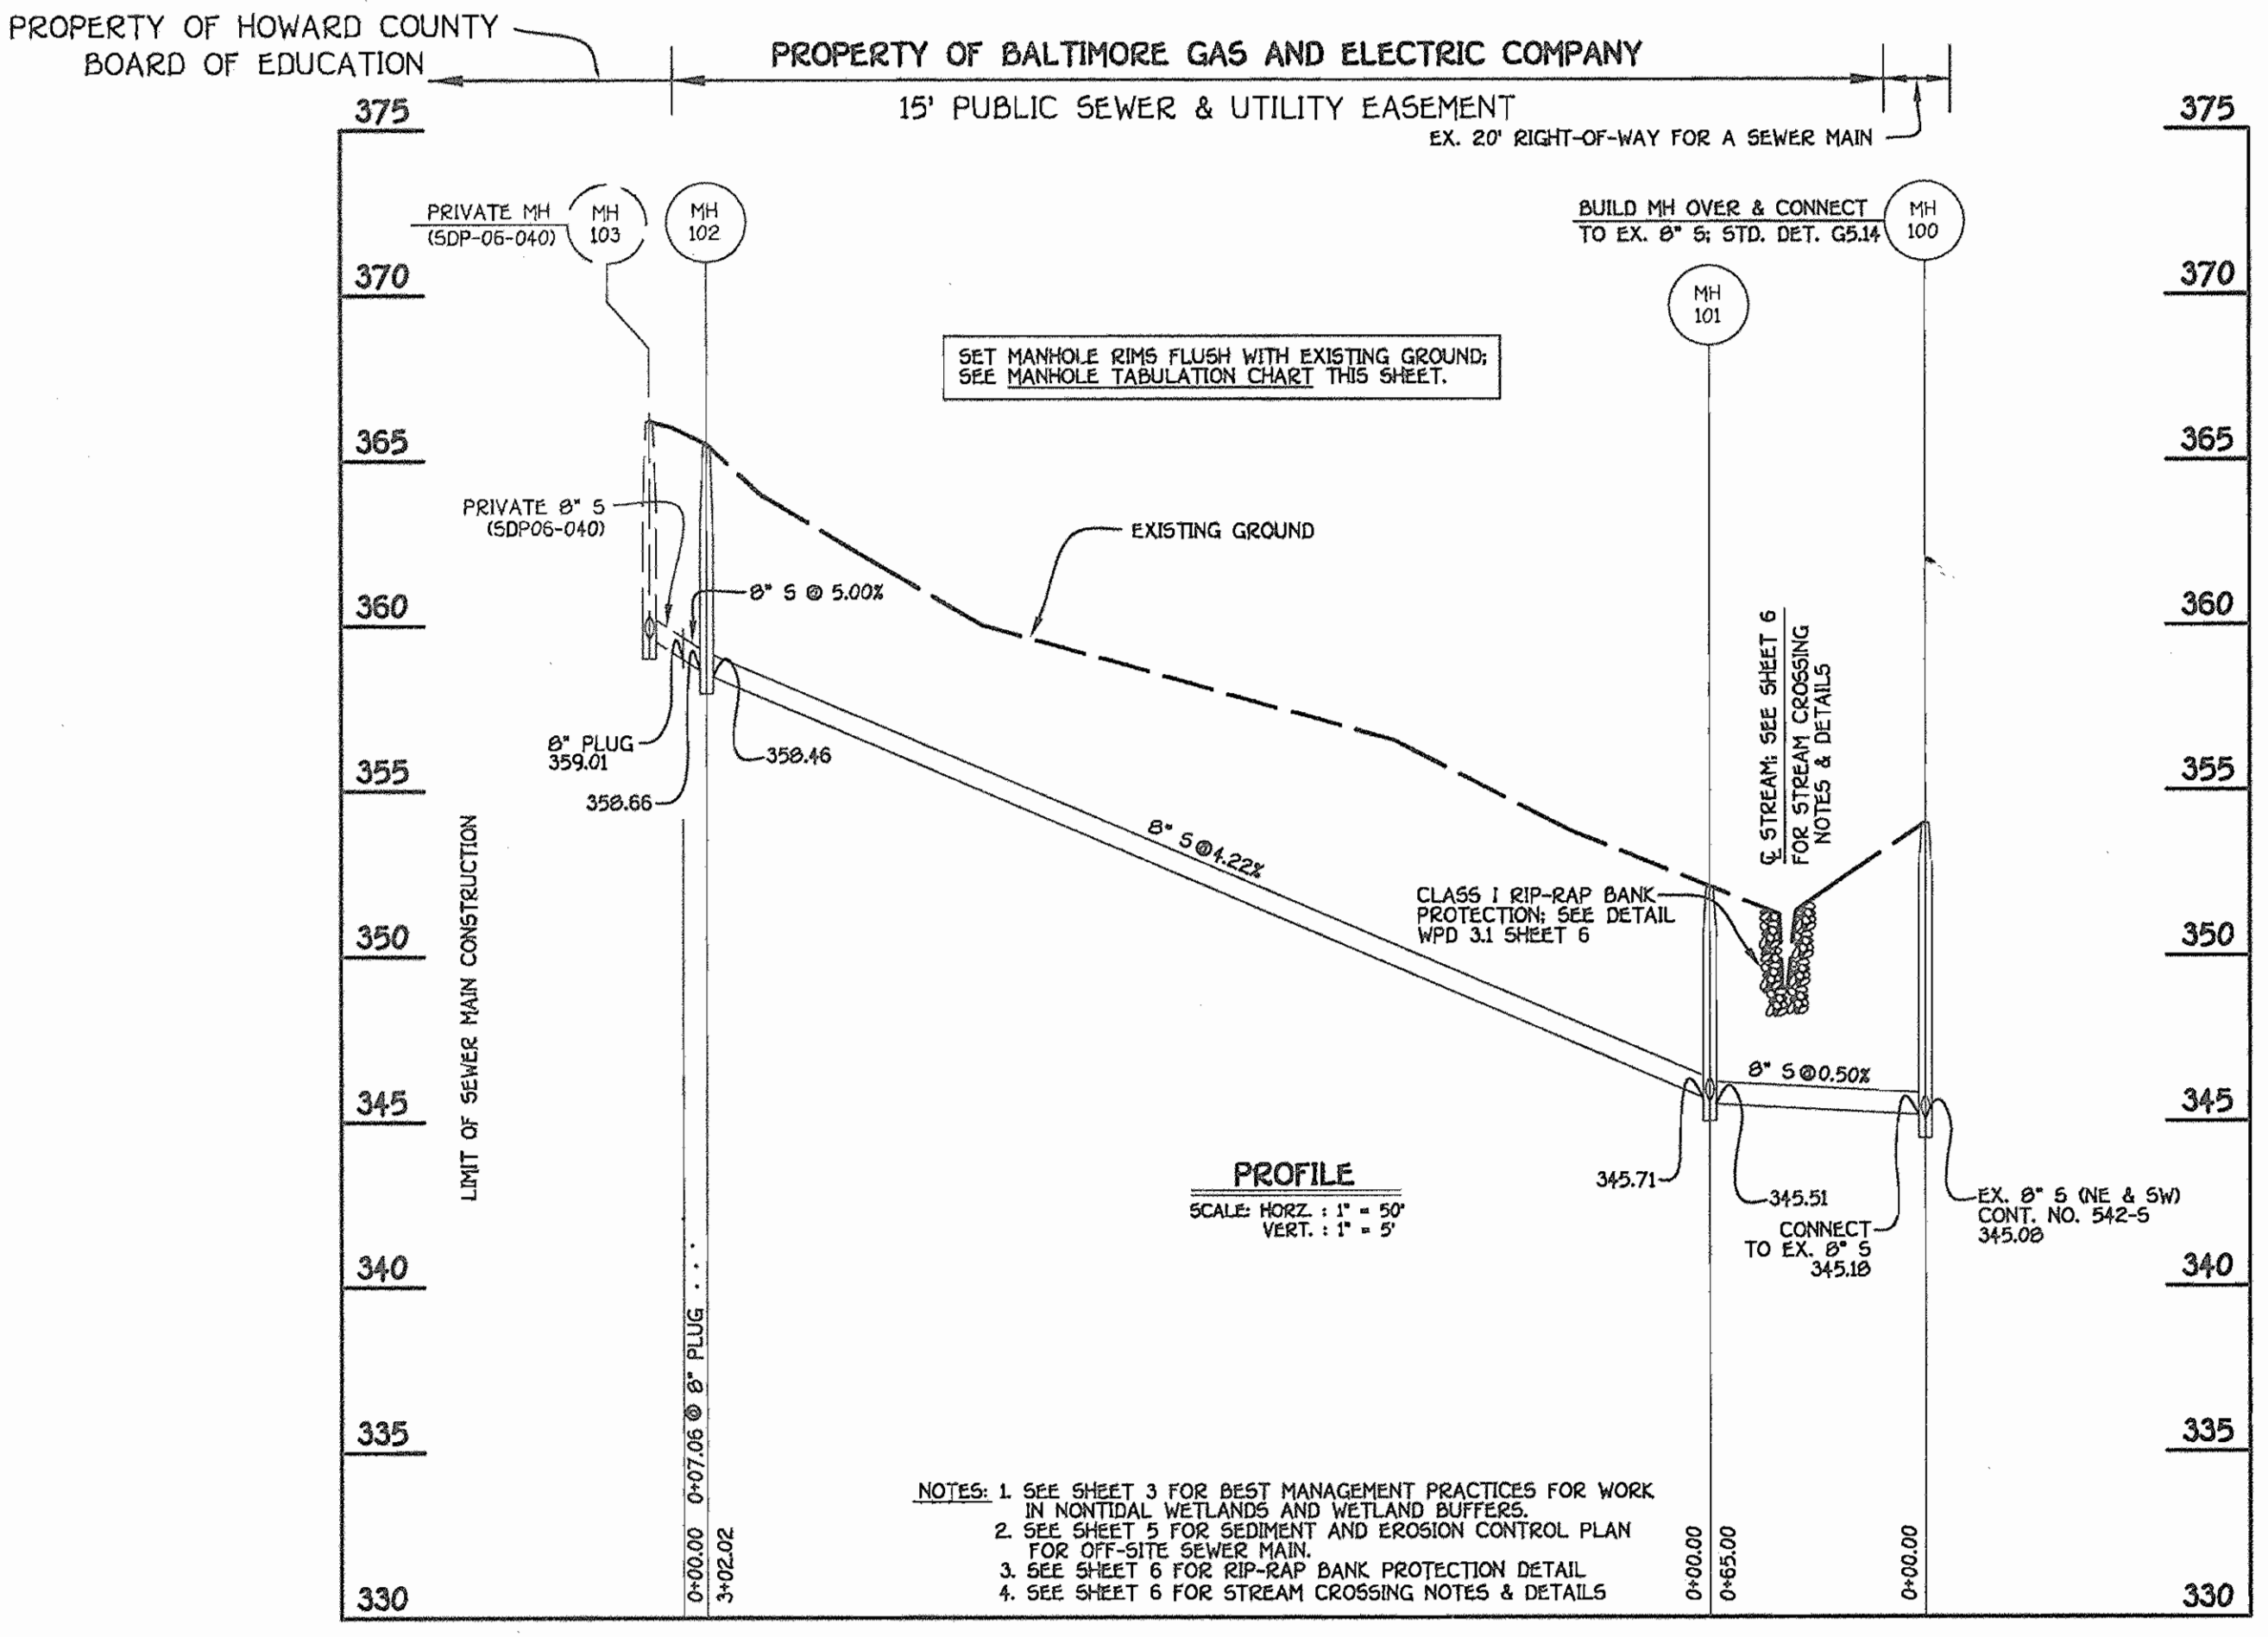 PROPERTY OF HOWARD COUNTY
BOARD OF EDUCATION
PROPERTY OF BALTIMORE GAS AND ELECTRIC COMPANY
15' PUBLIC SEWER & UTILITY EASEMENT
EX. 20' RIGHT-OF-WAY FOR A SEWER MAIN
375
375
PRIVATE MH
(SDP-06-040)
MH
103
MH
102
BUILD MH OVER & CONNECT
TO EX. 8" S; STD. DET. G5.14
MH
100
370
370
MH
101
SET MANHOLE RIMS FLUSH WITH EXISTING GROUND;
SEE MANHOLE TABULATION CHART THIS SHEET.
365
365
PRIVATE 8" S
(SDP06-040)
EXISTING GROUND
8" S @ 5.00%
360
360
℄ STREAM; SEE SHEET 6
FOR STREAM CROSSING
NOTES & DETAILS
8" PLUG
359.01
358.66
358.46
355
355
8" S @4.22%
LIMIT OF SEWER MAIN CONSTRUCTION
CLASS I RIP-RAP BANK
PROTECTION; SEE DETAIL
WPD 3.1 SHEET 6
350
350
8" S @0.50%
345
345
PROFILE
SCALE: HORZ. : 1" = 50'
VERT. : 1" = 5'
345.71
345.51
CONNECT
TO EX. 8" S
345.18
EX. 8" S (NE & SW)
CONT. NO. 542-S
345.08
340
340
335
335
0+00.00 0+07.06 @ 8" PLUG . . . .
3+02.02
NOTES: 1. SEE SHEET 3 FOR BEST MANAGEMENT PRACTICES FOR WORK
IN NONTIDAL WETLANDS AND WETLAND BUFFERS.
2. SEE SHEET 5 FOR SEDIMENT AND EROSION CONTROL PLAN
FOR OFF-SITE SEWER MAIN.
3. SEE SHEET 6 FOR RIP-RAP BANK PROTECTION DETAIL
4. SEE SHEET 6 FOR STREAM CROSSING NOTES & DETAILS
0+00.00
0+65.00
0+00.00
330
330